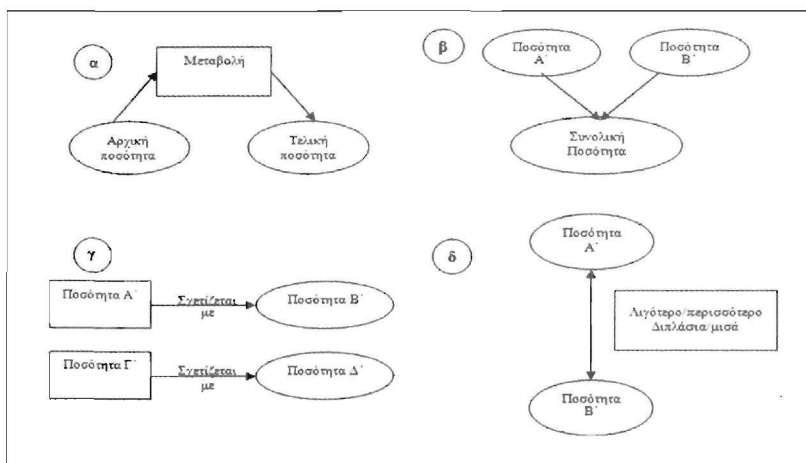 α
Μεταβολή
Αρχική
ποσότητα
Τελική
ποσότητα
β
Ποσότητα
Α΄
Ποσότητα
Β΄
Συνολική
Ποσότητα
γ
Ποσότητα Α΄
Σχετίζεται
με
Ποσότητα Β΄
Ποσότητα Γ΄
Σχετίζεται
με
Ποσότητα Δ΄
δ
Ποσότητα
Α΄
Λιγότερο/περισσότερο
Διπλάσια/μισά
Ποσότητα
Β΄